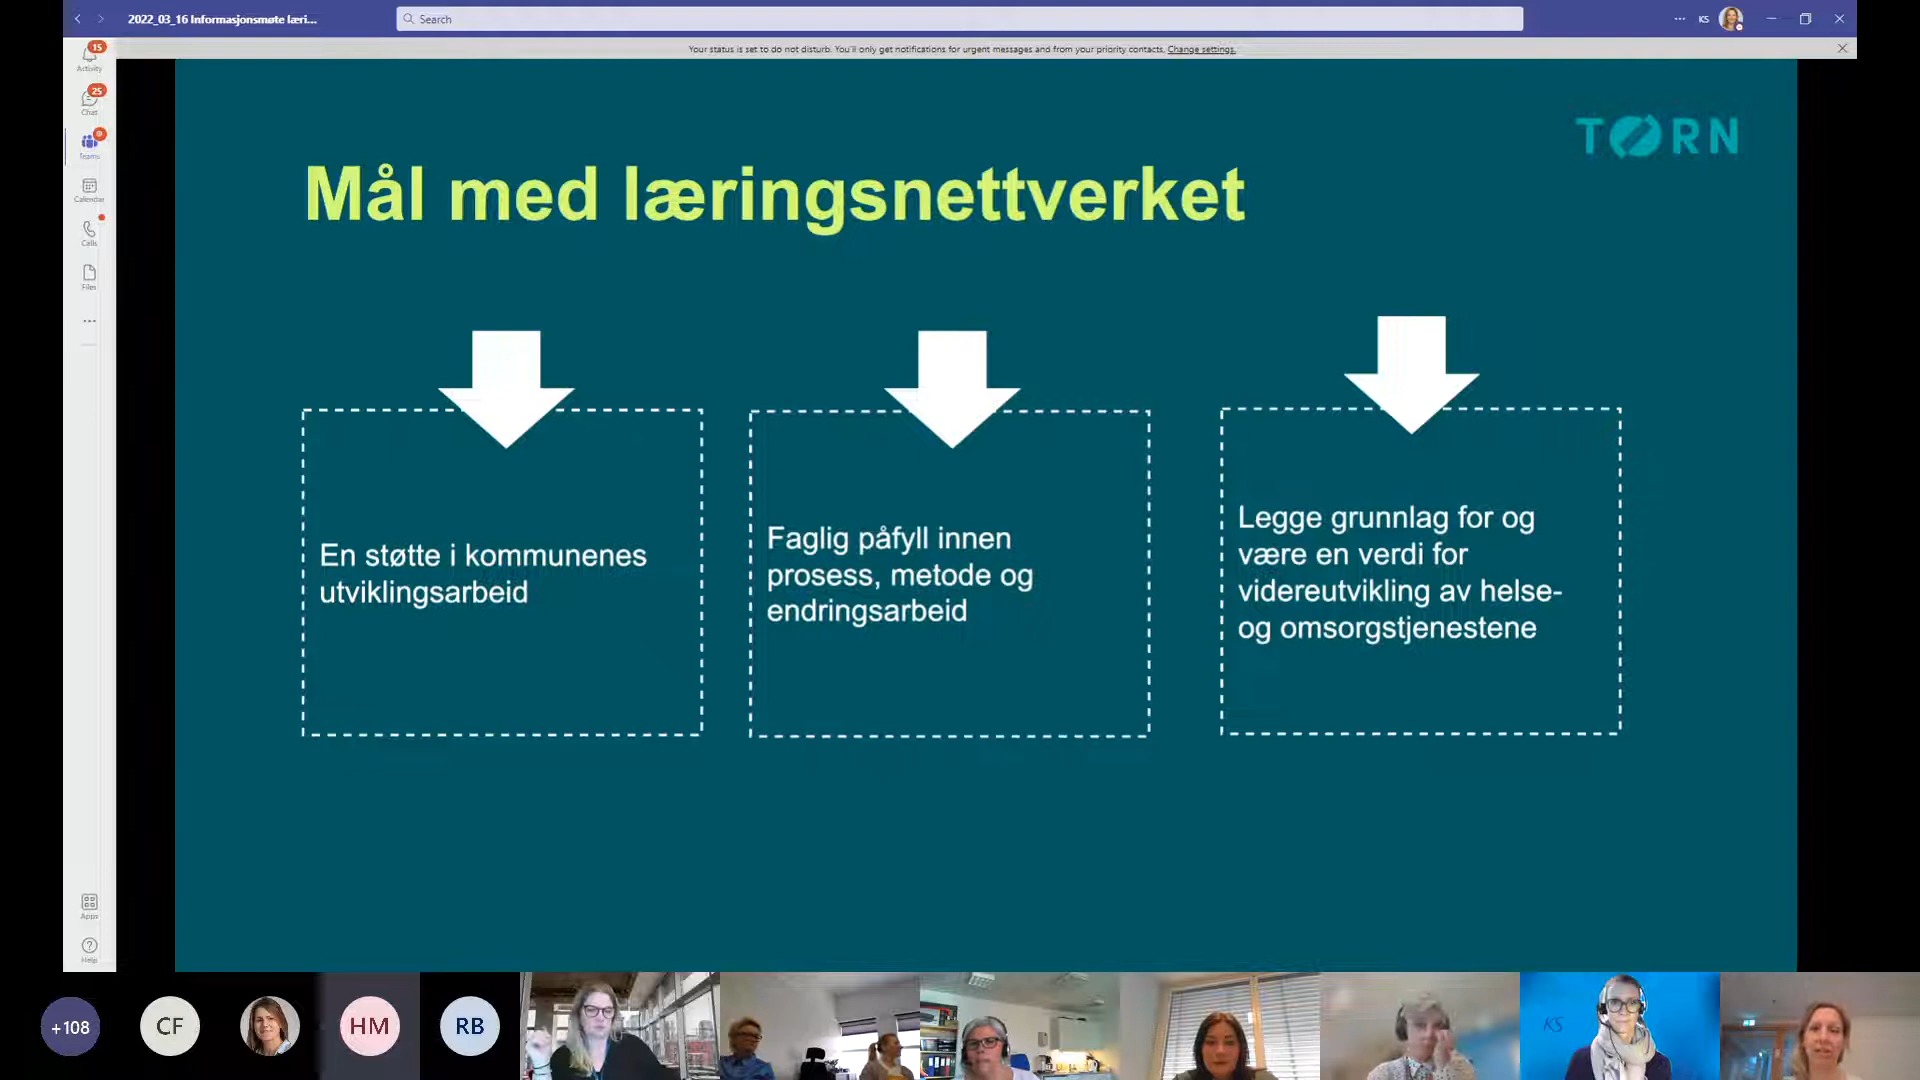 2022_03_16 Informasjonsmøte læri...
Search
KS
Your status is set to do not disturb. You'll only get notifications for urgent messages and from your priority contacts. Change settings.
15
Activity
25
Chat
Teams
Calendar
Calls
Files
Apps
Help
TØRN
Mål med læringsnettverket
En støtte i kommunenes
utviklingsarbeid
Faglig påfyll innen
prosess, metode og
endringsarbeid
Legge grunnlag for og
være en verdi for
videreutvikling av helse-
og omsorgstjenestene
+108
CF
HM
RB
KS